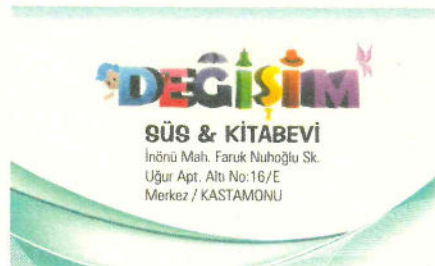 DEĞİŞİM
SÜS & KİTABEVİ
İnönü Mah. Faruk Nuhoğlu Sk.
Uğur Apt. Altı No:16/E
Merkez / KASTAMONU